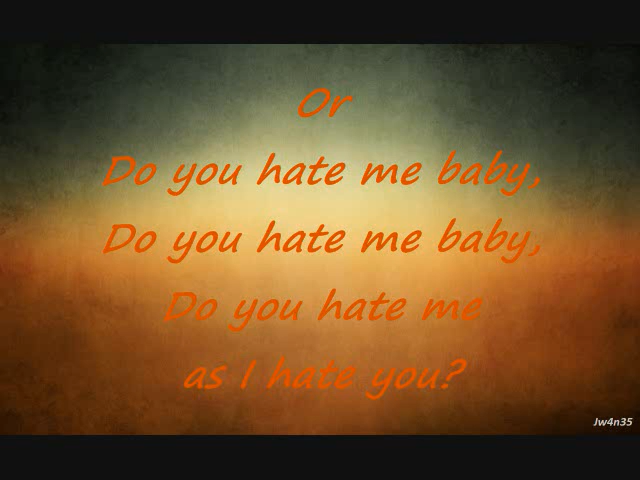 Or
Do you hate me baby,
Do you hate me baby,
Do you hate me
as I hate you?
Jw4n35